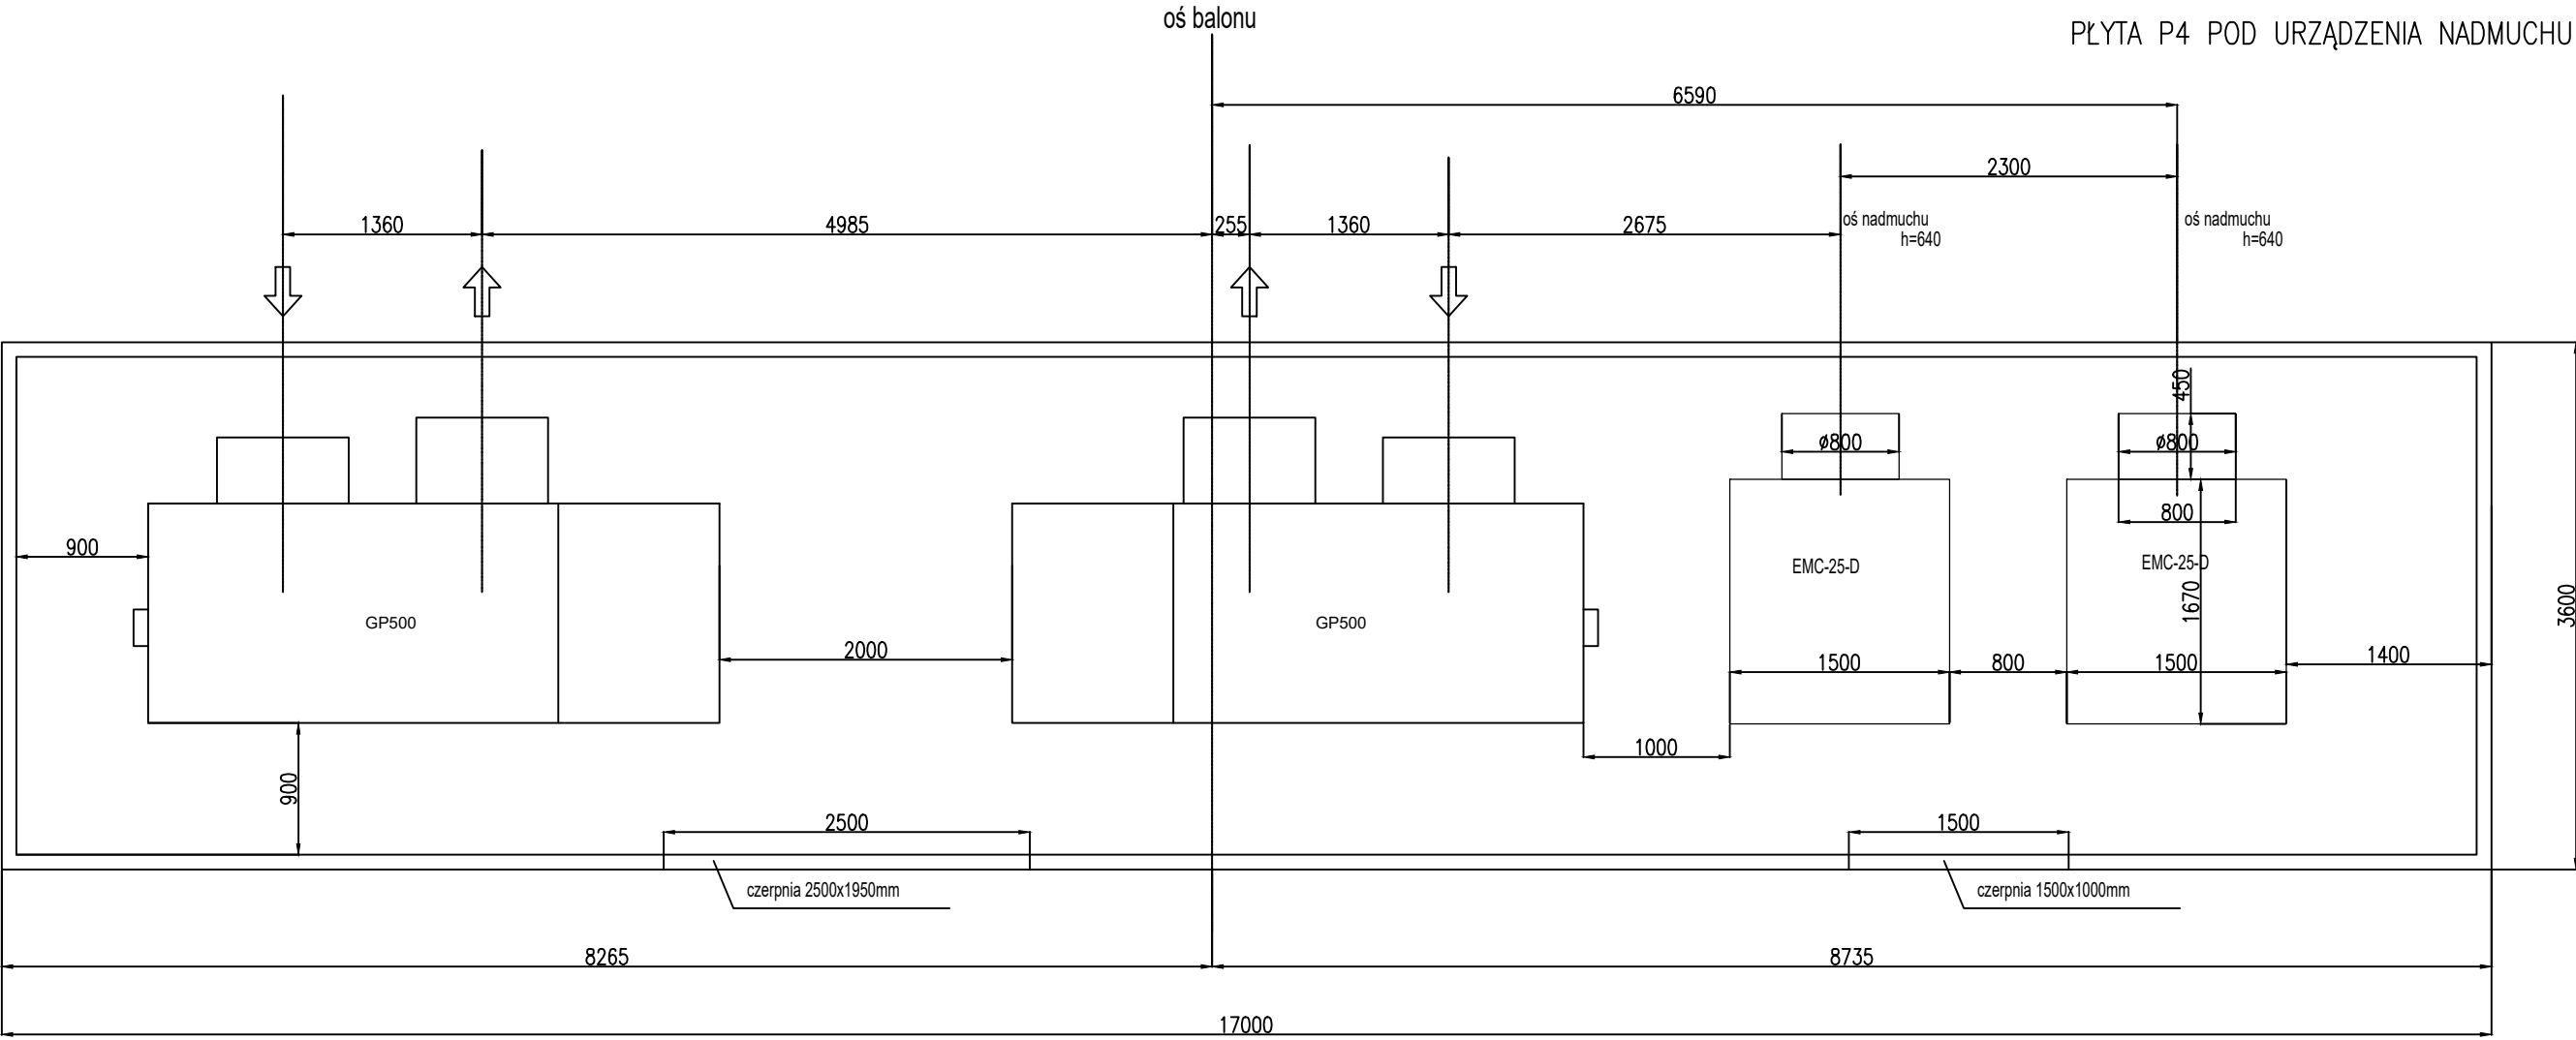 oś balonu
PŁYTA P4 POD URZĄDZENIA NADMUCHU
6590
2300
1360
4985
255
1360
2675
oś nadmuchu
h=640
oś nadmuchu
h=640
450
ø800
ø800
800
900
EMC-25-D
EMC-25-D
GP500
GP500
1670
3600
2000
1500
800
1500
1400
1000
900
2500
1500
czerpnia 2500x1950mm
czerpnia 1500x1000mm
8265
8735
17000